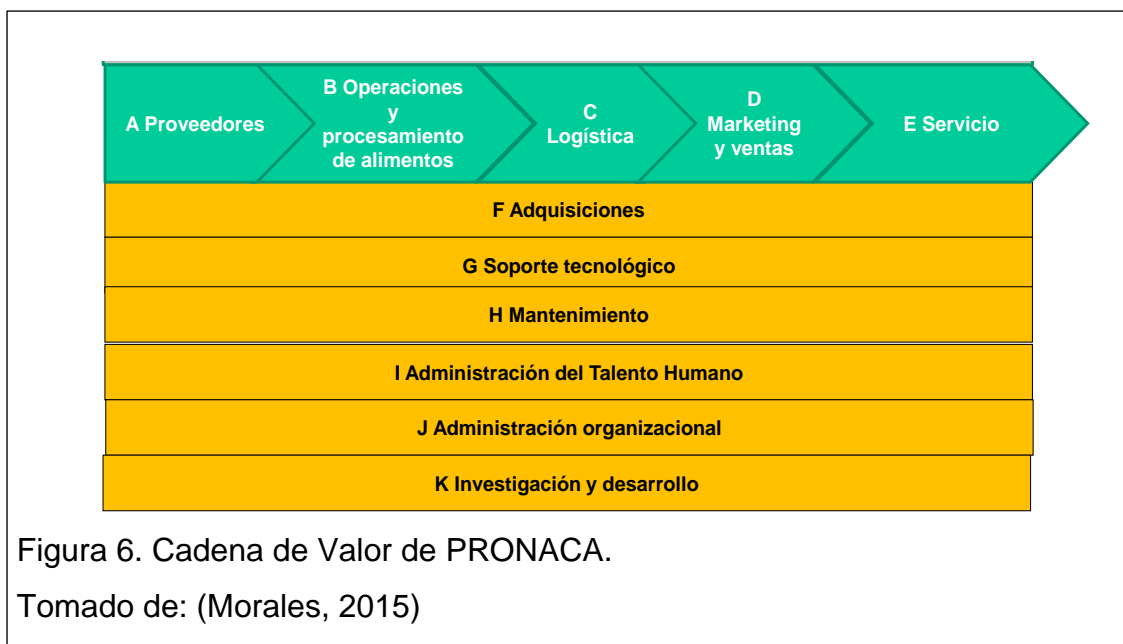 A Proveedores
B Operaciones
y
procesamiento
de alimentos
C
Logística
D
Marketing
y ventas
E Servicio
F Adquisiciones
G Soporte tecnológico
H Mantenimiento
I Administración del Talento Humano
J Administración organizacional
K Investigación y desarrollo
Figura 6. Cadena de Valor de PRONACA.
Tomado de: (Morales, 2015)